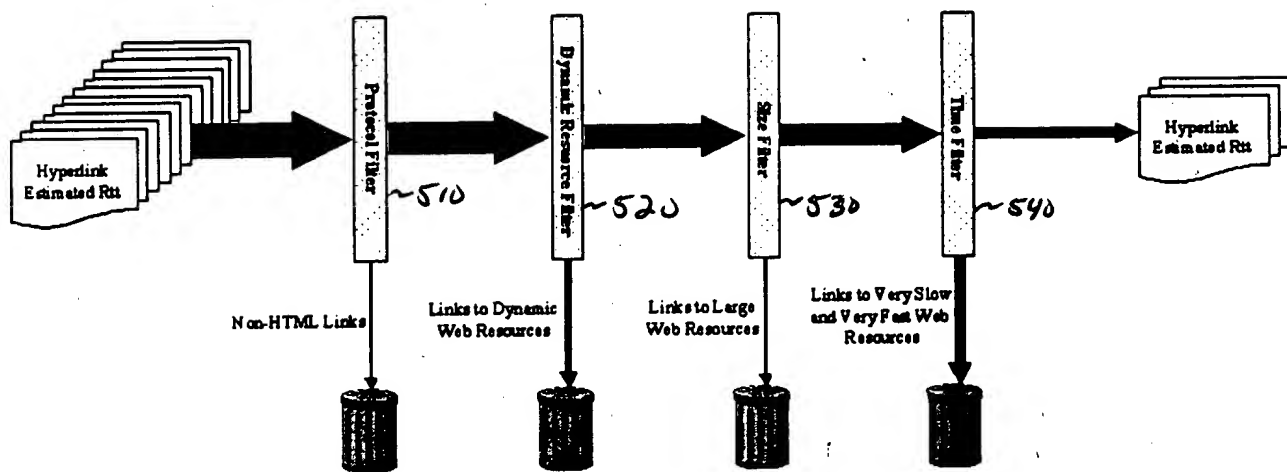 Hyperlink
Estimated Rtt
Protocol Filter
510
Dynamic Resource Filter
520
Size Filter
530
Time Filter
540
Hyperlink
Estimated Rtt
Non-HTML Links
Links to Dynamic
Web Resources
Links to Large
Web Resources
Links to Very Slow
and Very Fast Web
Resources